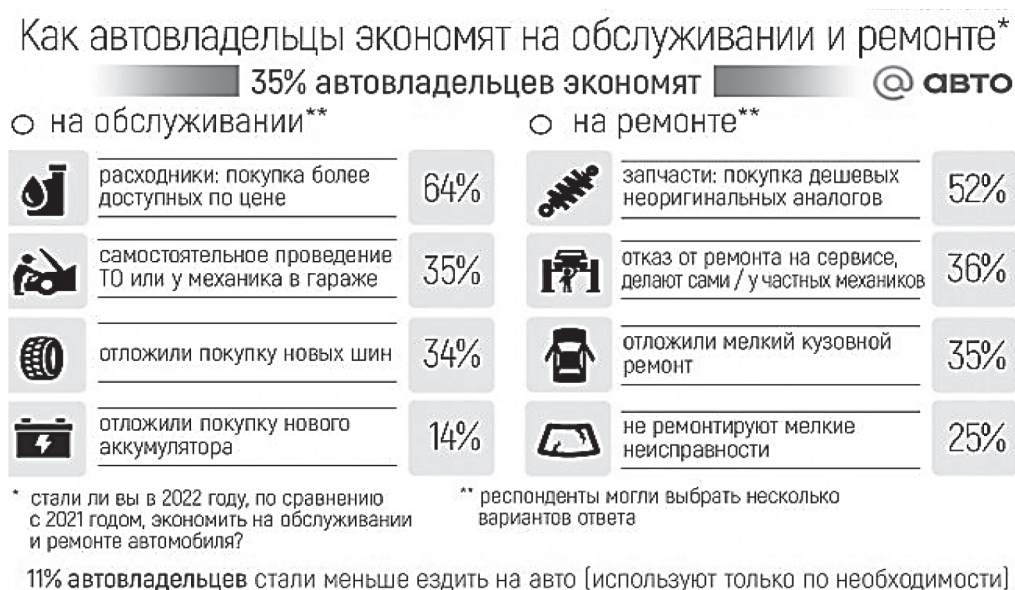 Как автовладельцы экономят на обслуживании и ремонте*
35% автовладельцев экономят
@ авто
на обслуживании**
расходники: покупка более
доступных по цене
64%
самостоятельное проведение
ТО или у механика в гараже
35%
отложили покупку новых шин
34%
отложили покупку нового
аккумулятора
14%
на ремонте**
запчасти: покупка дешевых
неоригинальных аналогов
52%
отказ от ремонта на сервисе,
делают сами / у частных механиков
36%
отложили мелкий кузовной
ремонт
35%
не ремонтируют мелкие
неисправности
25%
* стали ли вы в 2022 году, по сравнению
с 2021 годом, экономить на обслуживании
и ремонте автомобиля?
** респонденты могли выбрать несколько
вариантов ответа
11% автовладельцев стали меньше ездить на авто (используют только по необходимости)